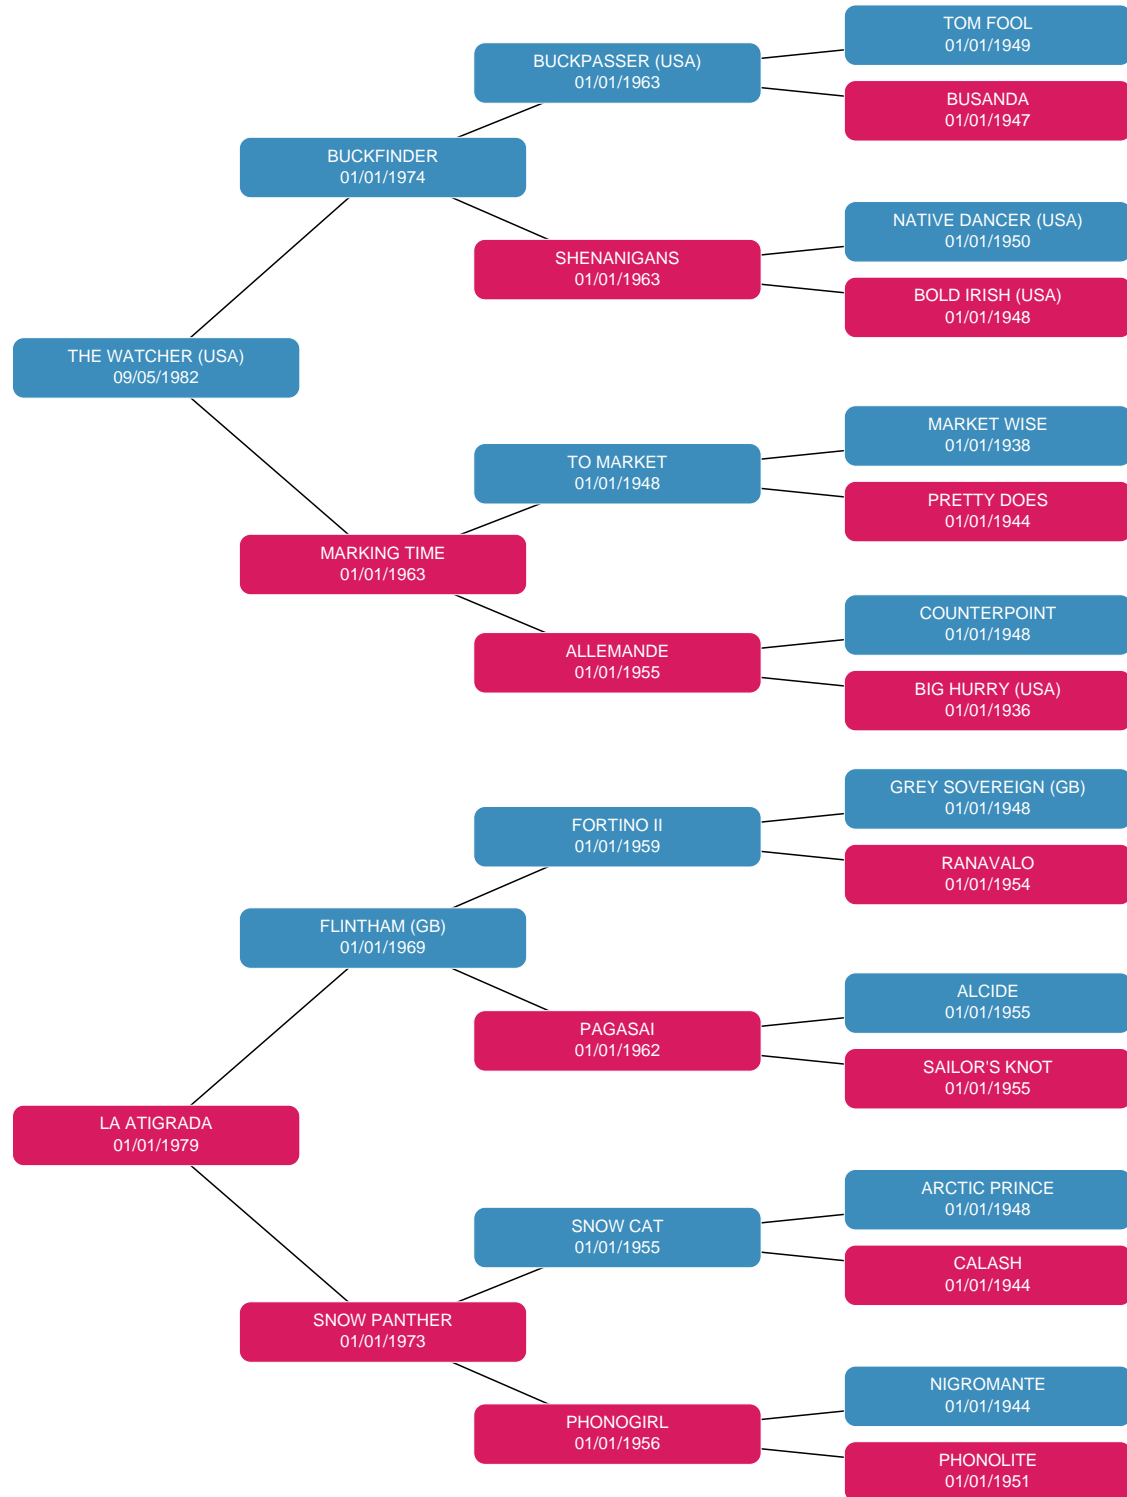 TOM FOOL
01/01/1949
BUCKPASSER (USA)
01/01/1963
BUSANDA
01/01/1947
BUCKFINDER
01/01/1974
NATIVE DANCER (USA)
01/01/1950
SHENANIGANS
01/01/1963
BOLD IRISH (USA)
01/01/1948
THE WATCHER (USA)
09/05/1982
MARKET WISE
01/01/1938
TO MARKET
01/01/1948
PRETTY DOES
01/01/1944
MARKING TIME
01/01/1963
COUNTERPOINT
01/01/1948
ALLEMANDE
01/01/1955
BIG HURRY (USA)
01/01/1936
GREY SOVEREIGN (GB)
01/01/1948
FORTINO II
01/01/1959
RANAVALO
01/01/1954
FLINTHAM (GB)
01/01/1969
ALCIDE
01/01/1955
PAGASAI
01/01/1962
SAILOR'S KNOT
01/01/1955
LA ATIGRADA
01/01/1979
ARCTIC PRINCE
01/01/1948
SNOW CAT
01/01/1955
CALASH
01/01/1944
SNOW PANTHER
01/01/1973
NIGROMANTE
01/01/1944
PHONOGIRL
01/01/1956
PHONOLITE
01/01/1951